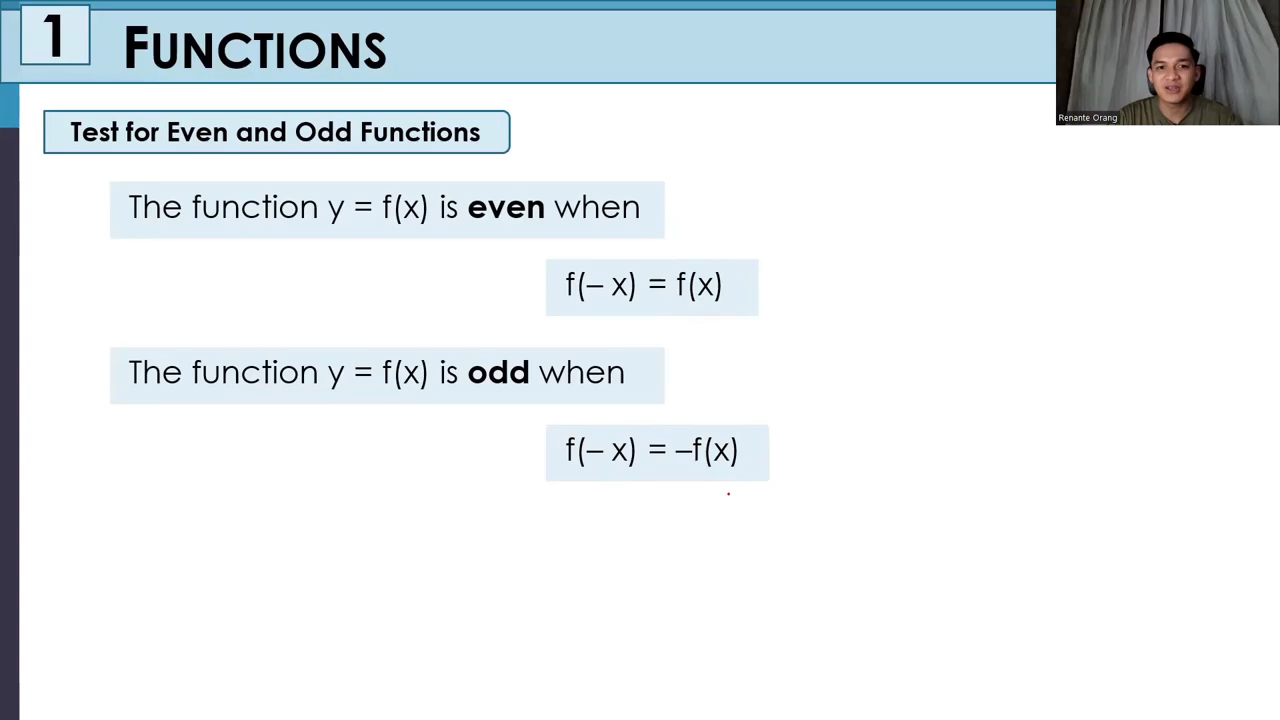 1 FUNCTIONS
Renante Orang
Test for Even and Odd Functions
The function y = f(x) is even when
f(– x) = f(x)
The function y = f(x) is odd when
f(– x) = –f(x)